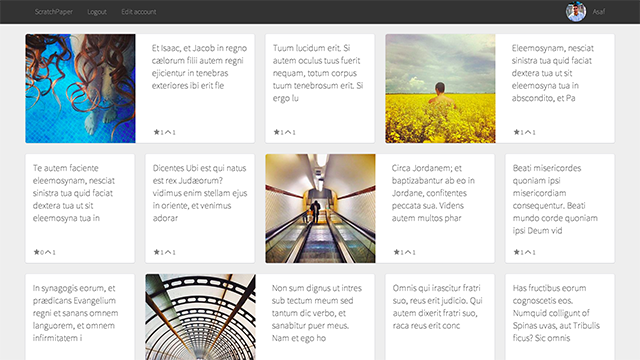 ScratchPaper Logout Edit account Asaf
Et Isaac, et Jacob in regno
cælorum filii autem regni
ejicientur in tenebras
exteriores ibi erit fle
★1 1
Tuum lucidum erit. Si
autem oculus tuus fuerit
nequam, totum corpus
tuum tenebrosum erit. Si
ergo lu
★1 1
Eleemosynam, nesciat
sinistra tua quid faciat
dextera tua ut sit
eleemosyna tua in
abscondito, et Pa
★1 1
Te autem faciente
eleemosynam, nesciat
sinistra tua quid faciat
dextera tua ut sit
eleemosyna tua in
★0 1
Dicentes Ubi est qui natus
est rex Judæorum?
vidimus enim stellam ejus
in oriente, et venimus
adorar
★1 1
Circa Jordanem; et
baptizabantur ab eo in
Jordane, confitentes
peccata sua. Videns
autem multos phar
★1 1
Beati misericordes
quoniam ipsi
misericordiam
consequentur. Beati
mundo corde quoniam
ipsi Deum vid
★1 1
In synagogis eorum, et
prædicans Evangelium
regni et sanans omnem
languorem, et omnem
infirmitatem i
Non sum dignus ut intres
sub tectum meum sed
tantum dic verbo, et
sanabitur puer meus.
Nam et ego ho
Omnis qui irascitur fratri
suo, reus erit judicio. Qui
autem dixerit fratri suo,
raca reus erit conc
Has fructibus eorum
cognoscetis eos.
Numquid colligunt of
Spinas uvas, aut Tribulis
ficus? Sic omnis